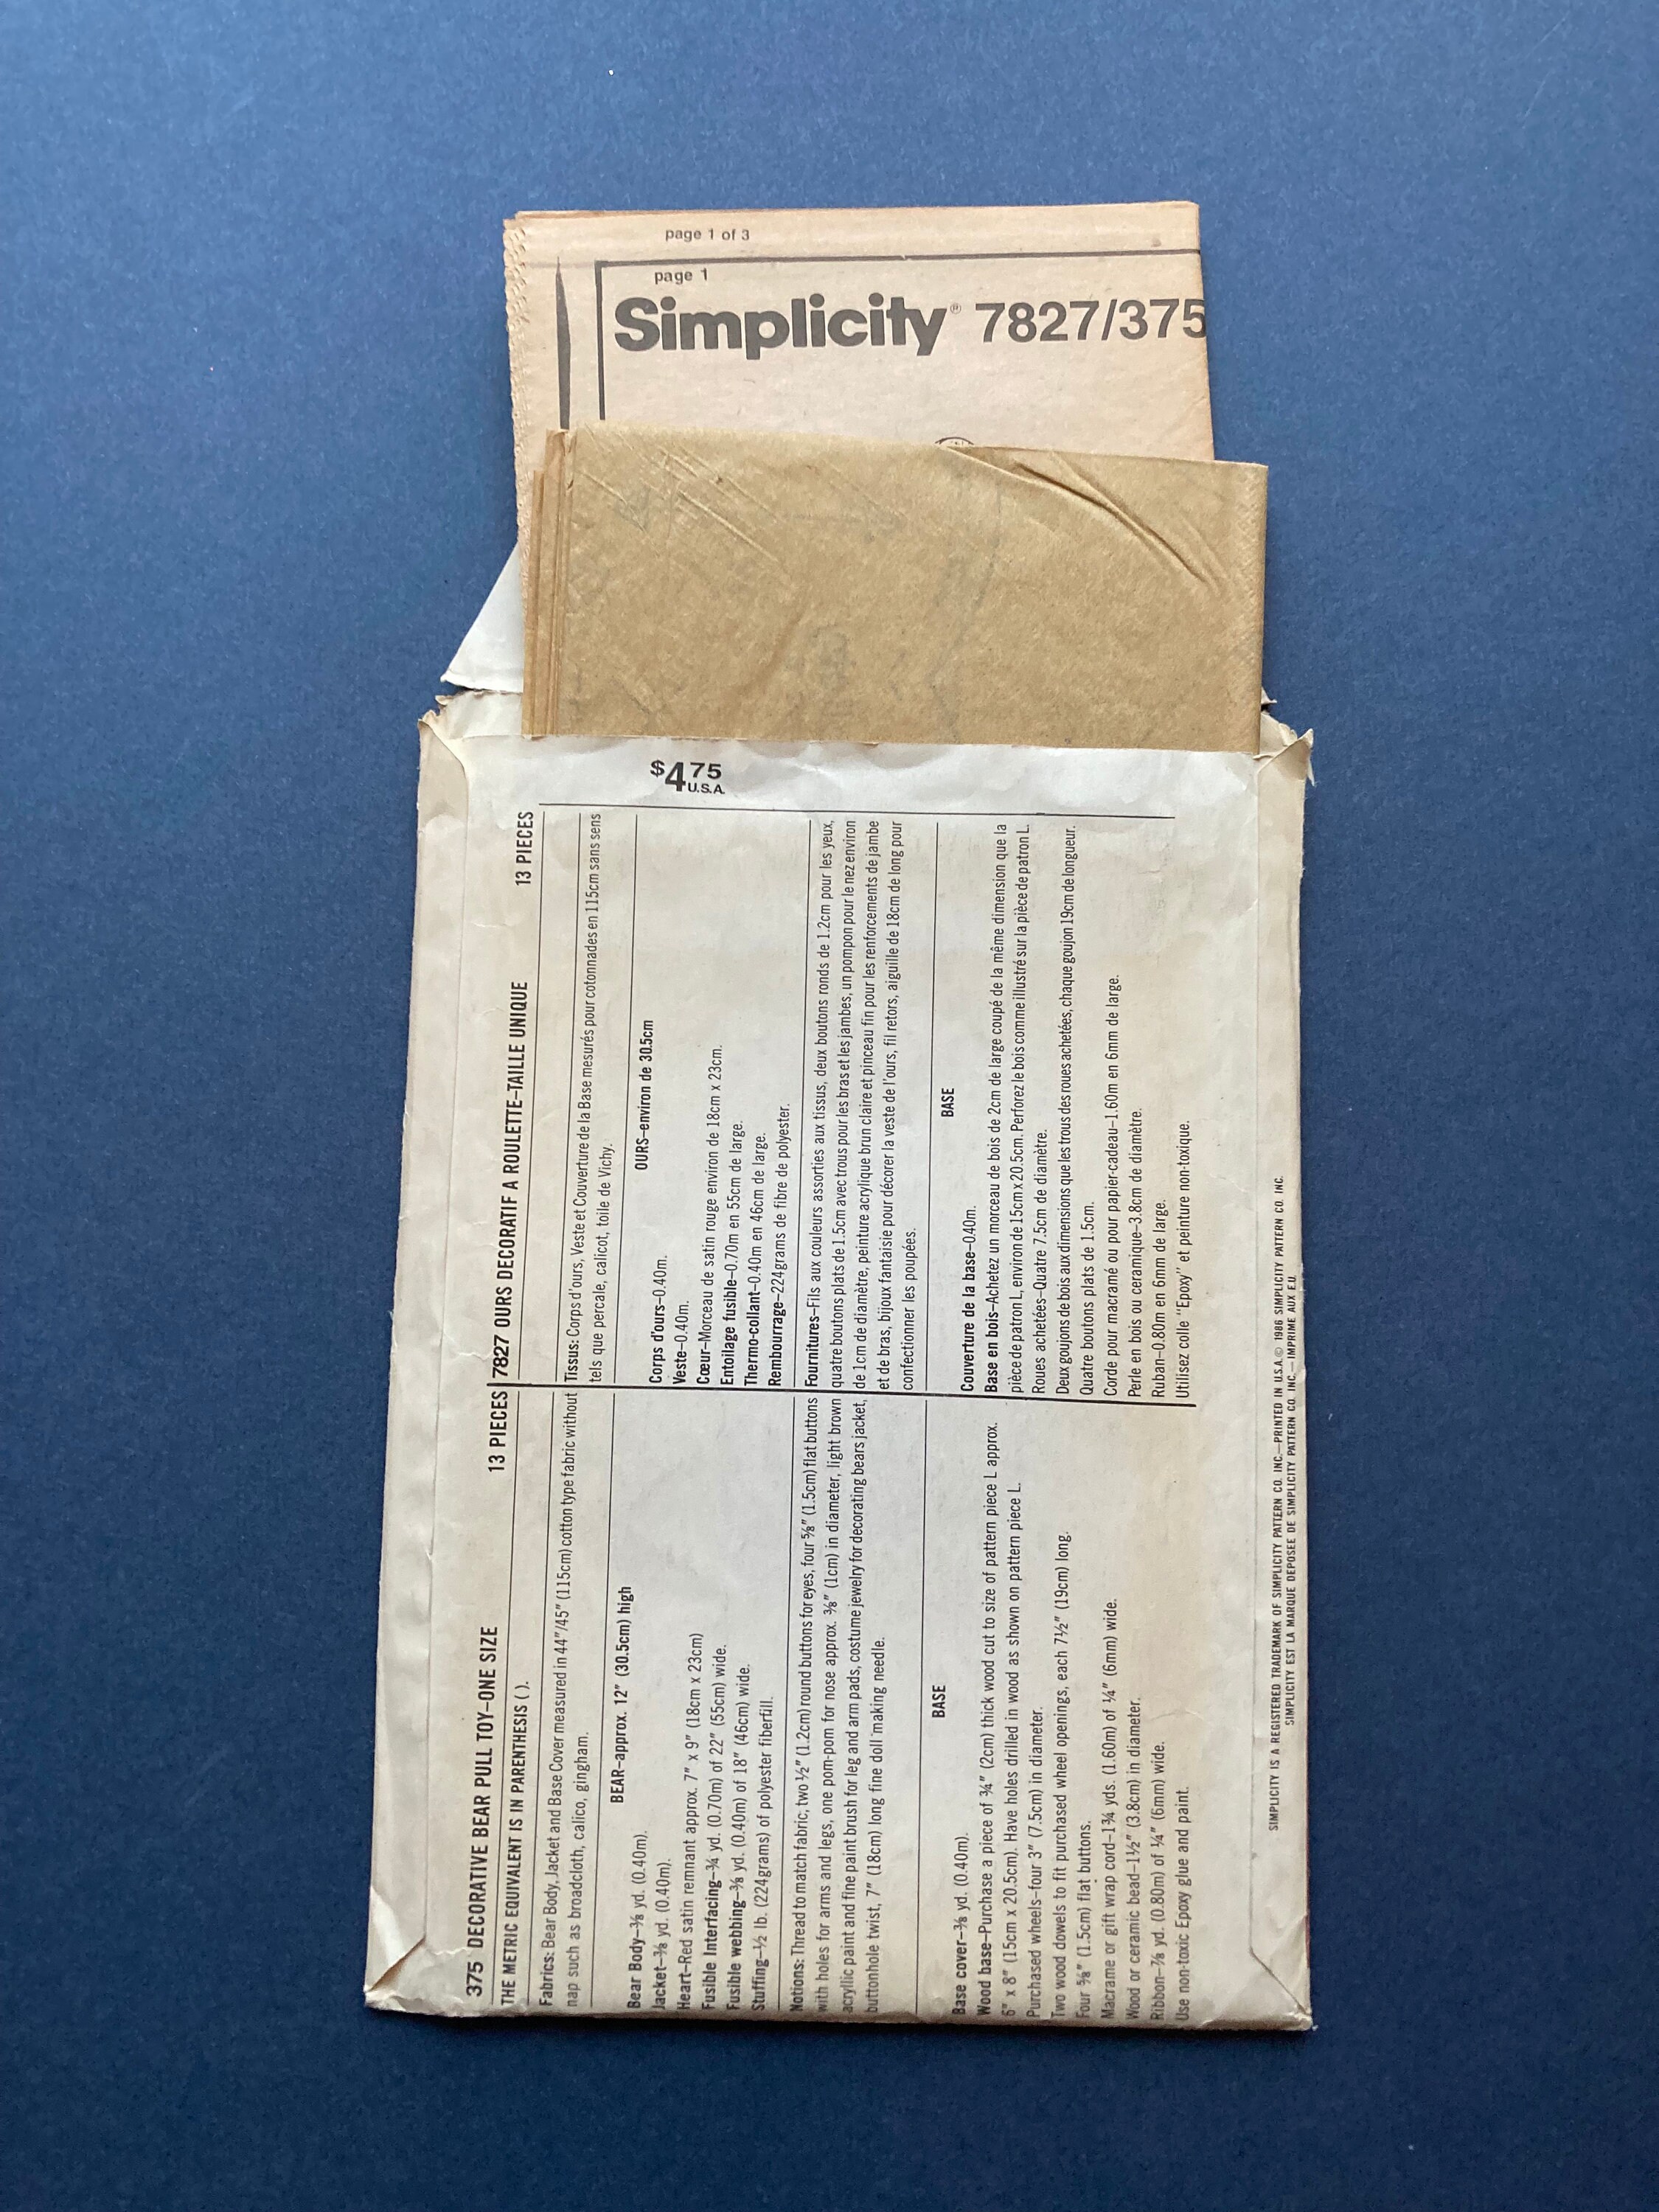 page 1 of 3
page 1
Simplicity® 7827/375
$4.75
U.S.A.
375 DECORATIVE BEAR PULL TOY–ONE SIZE 13 PIECES
THE METRIC EQUIVALENT IS IN PARENTHESIS ( ).
Fabrics: Bear Body, Jacket and Base Cover measured in 44"/45" (115cm) cotton type fabric without
nap such as broadcloth, calico, gingham.
BEAR–approx. 12" (30.5cm) high
Bear Body–⅜ yd. (0.40m).
Jacket–⅜ yd. (0.40m).
Heart–Red satin remnant approx. 7" x 9" (18cm x 23cm)
Fusible Interfacing–¾ yd. (0.70m) of 22" (55cm) wide.
Fusible webbing–⅜ yd. (0.40m) of 18" (46cm) wide.
Stuffing–½ lb. (224grams) of polyester fiberfill.
Notions: Thread to match fabric; two ½" (1.2cm) round buttons for eyes, four ⅝" (1.5cm) flat buttons
with holes for arms and legs, one pom-pom for nose approx. ⅜" (1cm) in diameter, light brown
acryllic paint and fine paint brush for leg and arm pads, costume jewelry for decorating bears jacket,
buttonhole twist, 7" (18cm) long fine doll making needle.
BASE
Base cover–⅜ yd. (0.40m).
Wood base–Purchase a piece of ¾" (2cm) thick wood cut to size of pattern piece L approx.
6" x 8" (15cm x 20.5cm). Have holes drilled in wood as shown on pattern piece L.
Purchased wheels–four 3" (7.5cm) in diameter.
Two wood dowels to fit purchased wheel openings, each 7½" (19cm) long.
Four ⅝" (1.5cm) flat buttons.
Macrame or gift wrap cord–1¾ yds. (1.60m) of ¼" (6mm) wide.
Wood or ceramic bead–1½" (3.8cm) in diameter.
Ribbon–⅞ yd. (0.80m) of ¼" (6mm) wide.
Use non-toxic Epoxy glue and paint.
7827 OURS DECORATIF A ROULETTE–TAILLE UNIQUE 13 PIECES
Tissus: Corps d'ours, Veste et Couverture de la Base mesurés pour cotonnades en 115cm sans sens
tels que percale, calicot, toile de Vichy.
OURS–environ de 30.5cm
Corps d'ours–0.40m.
Veste–0.40m.
Cœur–Morceau de satin rouge environ de 18cm x 23cm.
Entoilage fusible–0.70m en 55cm de large.
Thermo-collant–0.40m en 46cm de large.
Rembourrage–224grams de fibre de polyester.
Fournitures–Fils aux couleurs assorties aux tissus, deux boutons ronds de 1.2cm pour les yeux,
quatre boutons plats de 1.5cm avec trous pour les bras et les jambes, un pompon pour le nez environ
de 1cm de diamètre, peinture acrylique brun claire et pinceau fin pour les renforcements de jambe
et de bras, bijoux fantaisie pour décorer la veste de l'ours, fil retors, aiguille de 18cm de long pour
confectionner les poupées.
BASE
Couverture de la base–0.40m.
Base en bois–Achetez un morceau de bois de 2cm de large coupé de la même dimension que la
pièce de patron L, environ de 15cm x 20.5cm. Perforez le bois comme illustré sur la pièce de patron L.
Roues achetées–Quatre 7.5cm de diamètre.
Deux goujons de bois aux dimensions que les trous des roues achetées, chaque goujon 19cm de longueur.
Quatre boutons plats de 1.5cm.
Corde pour macramé ou pour papier-cadeau–1.60m en 6mm de large.
Perle en bois ou ceramique–3.8cm de diamètre.
Ruban–0.80m en 6mm de large.
Utilisez colle "Epoxy" et peinture non-toxique.
SIMPLICITY IS A REGISTERED TRADEMARK OF SIMPLICITY PATTERN CO. INC.—PRINTED IN U.S.A. © 1986 SIMPLICITY PATTERN CO. INC.
SIMPLICITY EST LA MARQUE DEPOSEE DE SIMPLICITY PATTERN CO. INC.—IMPRIME AUX E.U.